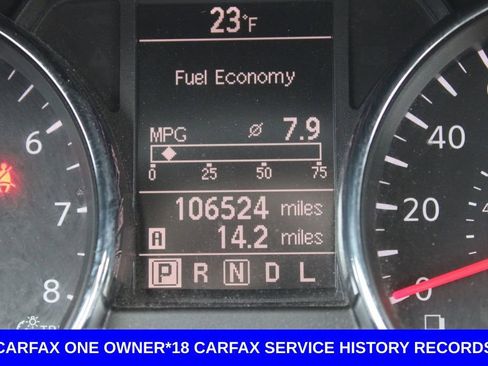 23°F
Fuel Economy
MPG ø 7.9
0 25 50 75
106524 miles
A 14.2 miles
P R N D L
6
7
8
40
20
0
CARFAX ONE OWNER*18 CARFAX SERVICE HISTORY RECORDS